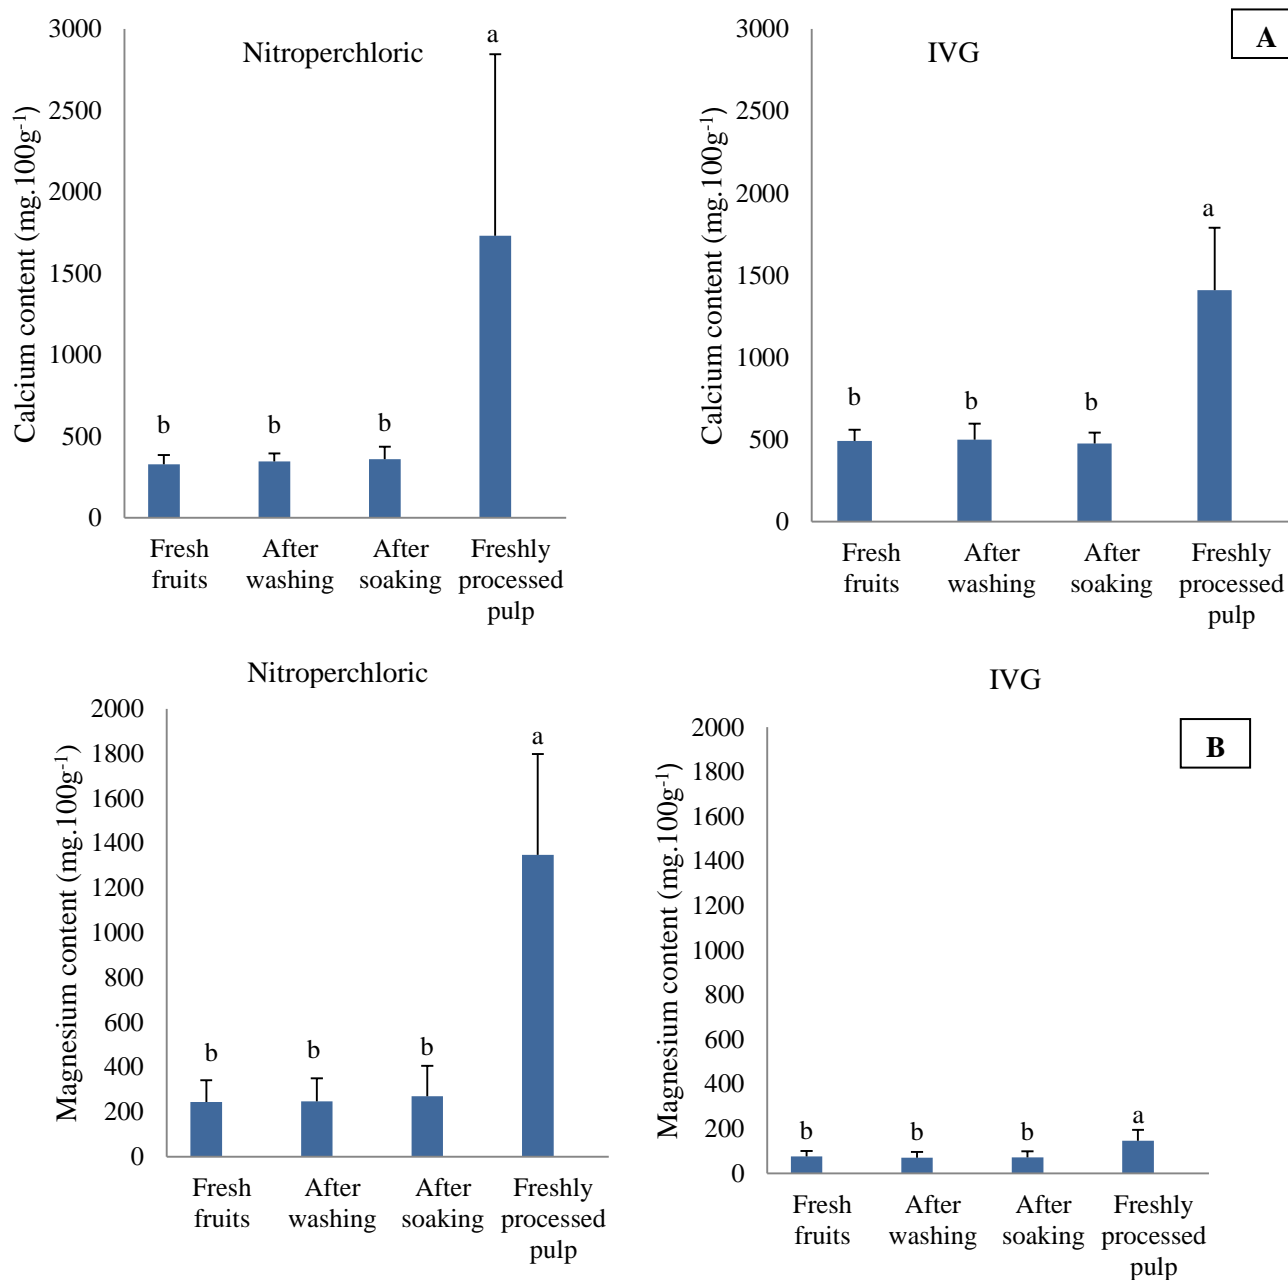 Nitroperchloric
Calcium content (mg.100g-1)
3000
2500
2000
1500
1000
500
0
b
b
b
a
Fresh fruits
After washing
After soaking
Freshly processed pulp
IVG
A
Calcium content (mg.100g-1)
3000
2500
2000
1500
1000
500
0
b
b
b
a
Fresh fruits
After washing
After soaking
Freshly processed pulp
Nitroperchloric
Magnesium content (mg.100g-1)
2000
1800
1600
1400
1200
1000
800
600
400
200
0
b
b
b
a
Fresh fruits
After washing
After soaking
Freshly processed pulp
IVG
B
Magnesium content (mg.100g-1)
2000
1800
1600
1400
1200
1000
800
600
400
200
0
b
b
b
a
Fresh fruits
After washing
After soaking
Freshly processed pulp